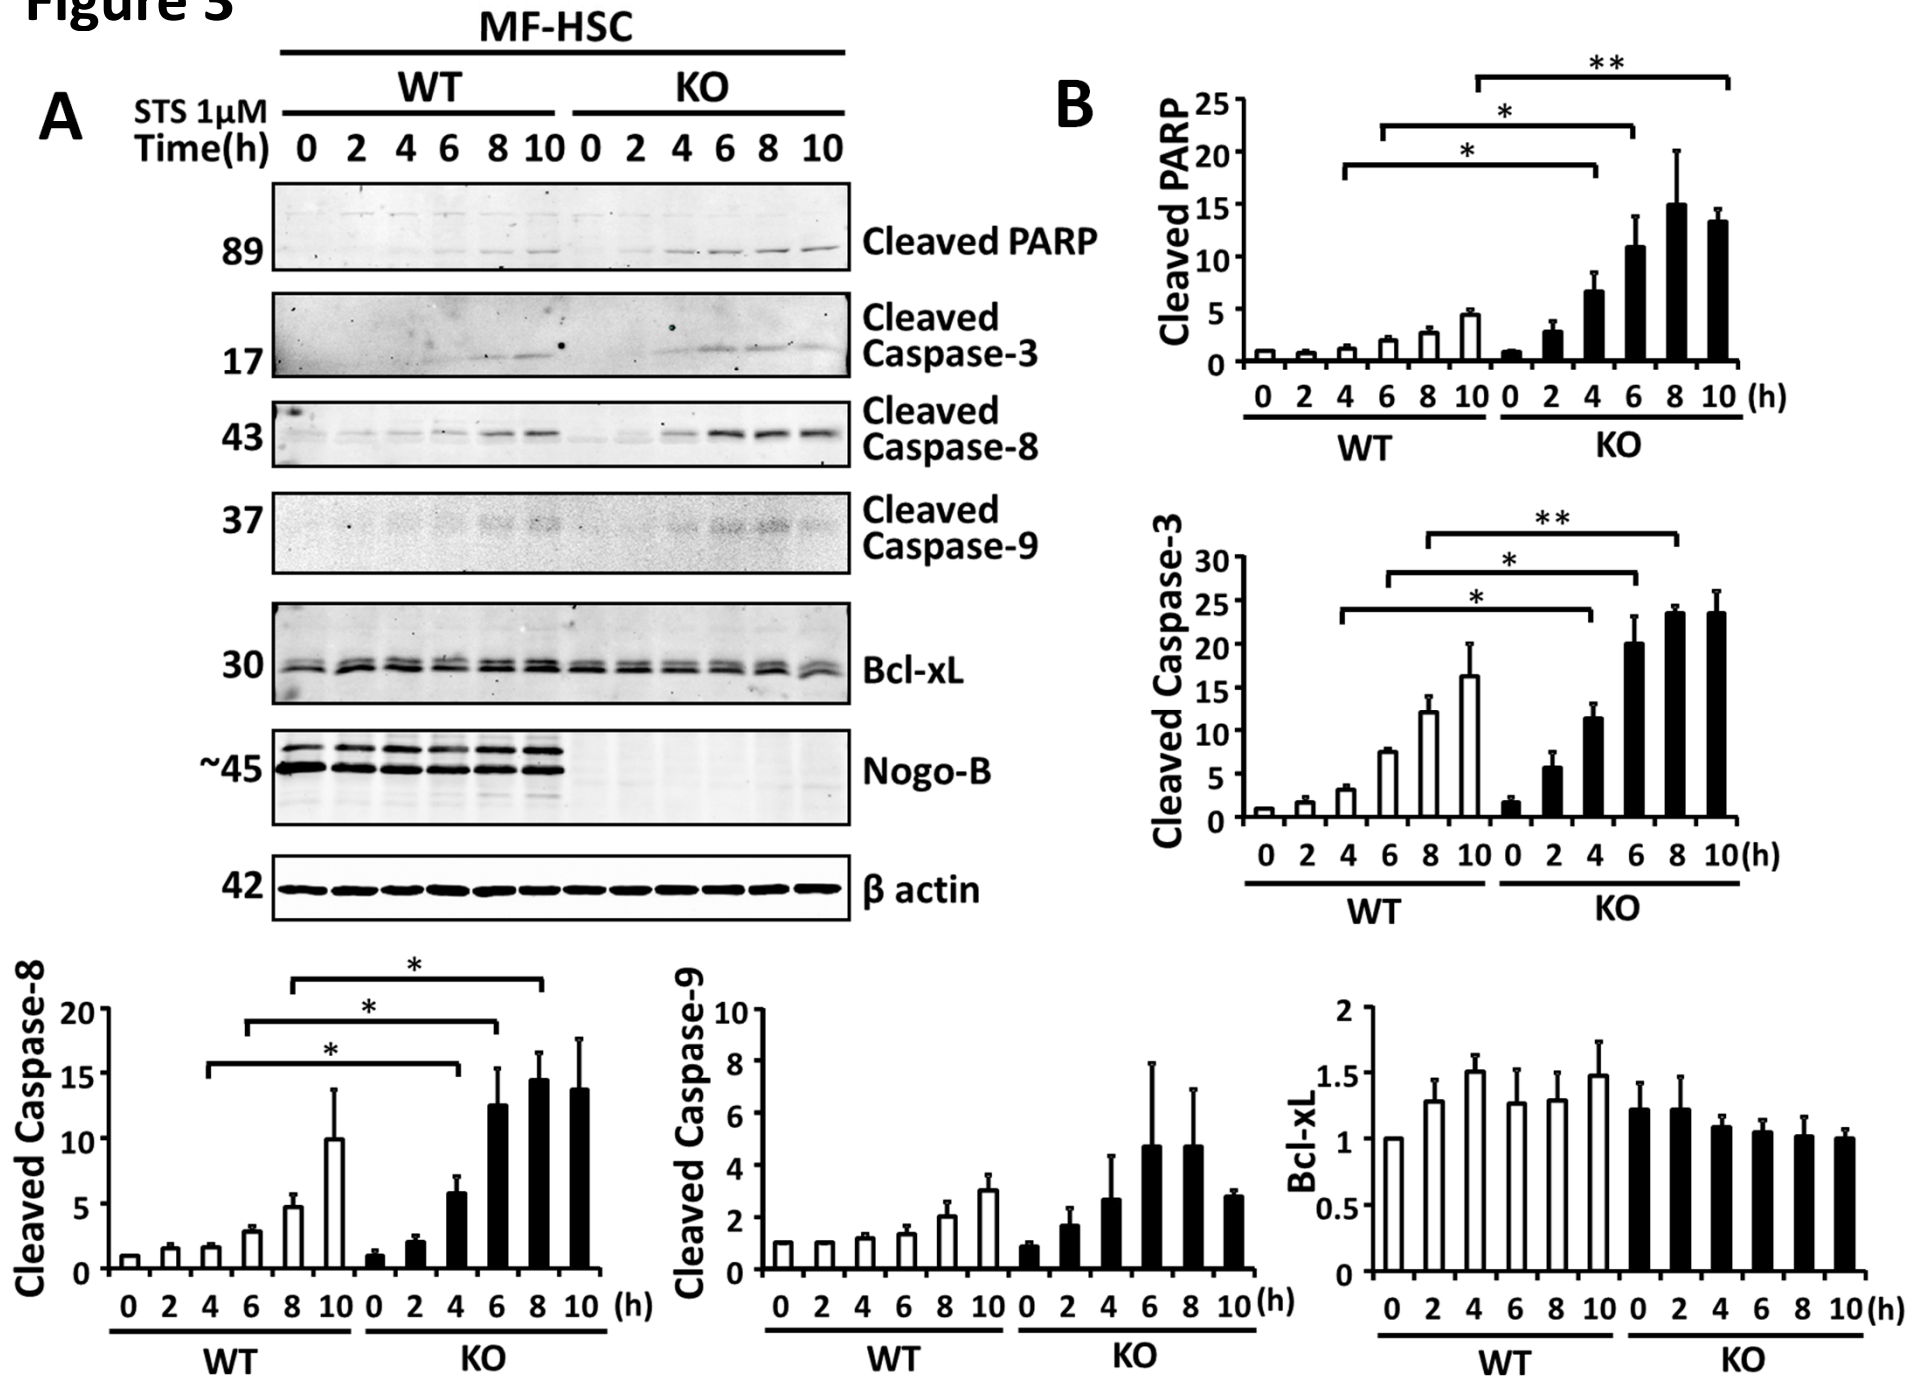 Figure 3
MF-HSC
WT KO
A
STS 1μM
Time(h) 0 2 4 6 8 10 0 2 4 6 8 10
89 Cleaved PARP
17 Cleaved
Caspase-3
43 Cleaved
Caspase-8
37 Cleaved
Caspase-9
30 Bcl-xL
~45 Nogo-B
42 β actin
B
Cleaved PARP
**
*
*
25
20
15
10
5
0
0 2 4 6 8 10 0 2 4 6 8 10 (h)
WT KO
Cleaved Caspase-3
**
*
*
30
25
20
15
10
5
0
0 2 4 6 8 10 0 2 4 6 8 10 (h)
WT KO
Cleaved Caspase-8
*
*
*
20
15
10
5
0
0 2 4 6 8 10 0 2 4 6 8 10 (h)
WT KO
Cleaved Caspase-9
10
8
6
4
2
0
0 2 4 6 8 10 0 2 4 6 8 10 (h)
WT KO
Bcl-xL
2
1.5
1
0.5
0
0 2 4 6 8 10 0 2 4 6 8 10 (h)
WT KO